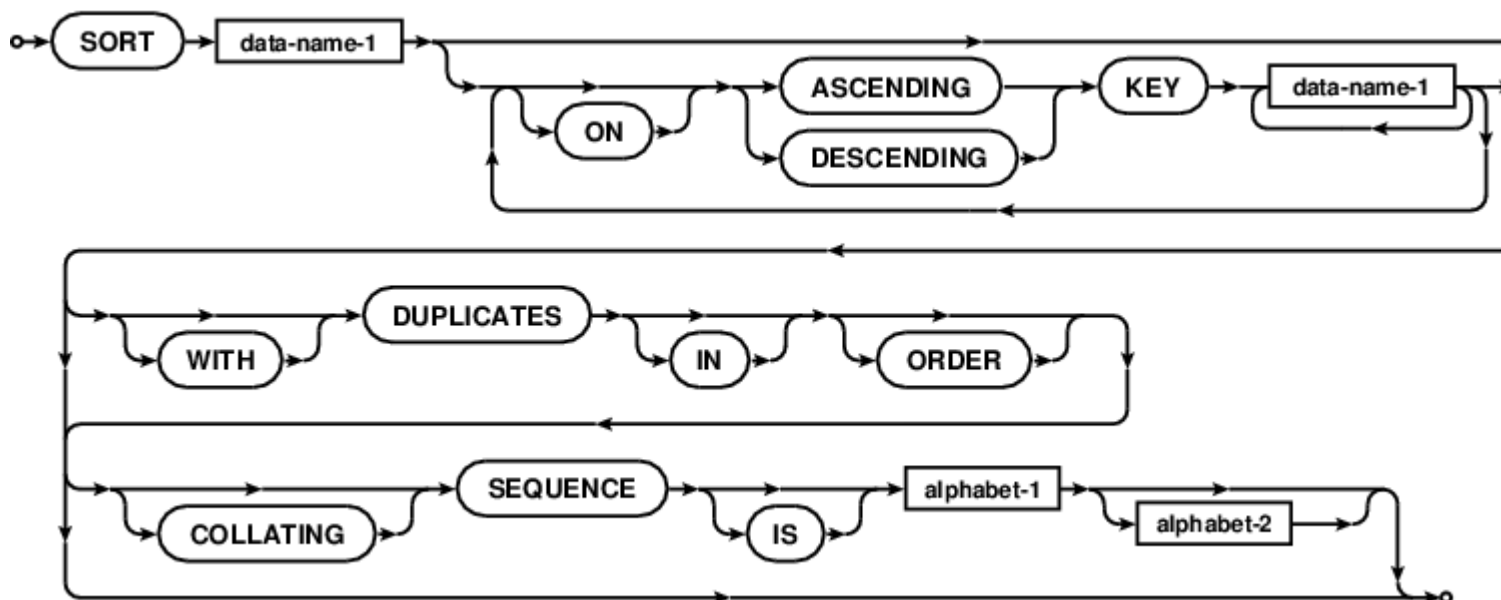 SORT data-name-1
ASCENDING KEY data-name-1
ON
DESCENDING
DUPLICATES
WITH IN ORDER
SEQUENCE alphabet-1
COLLATING IS alphabet-2